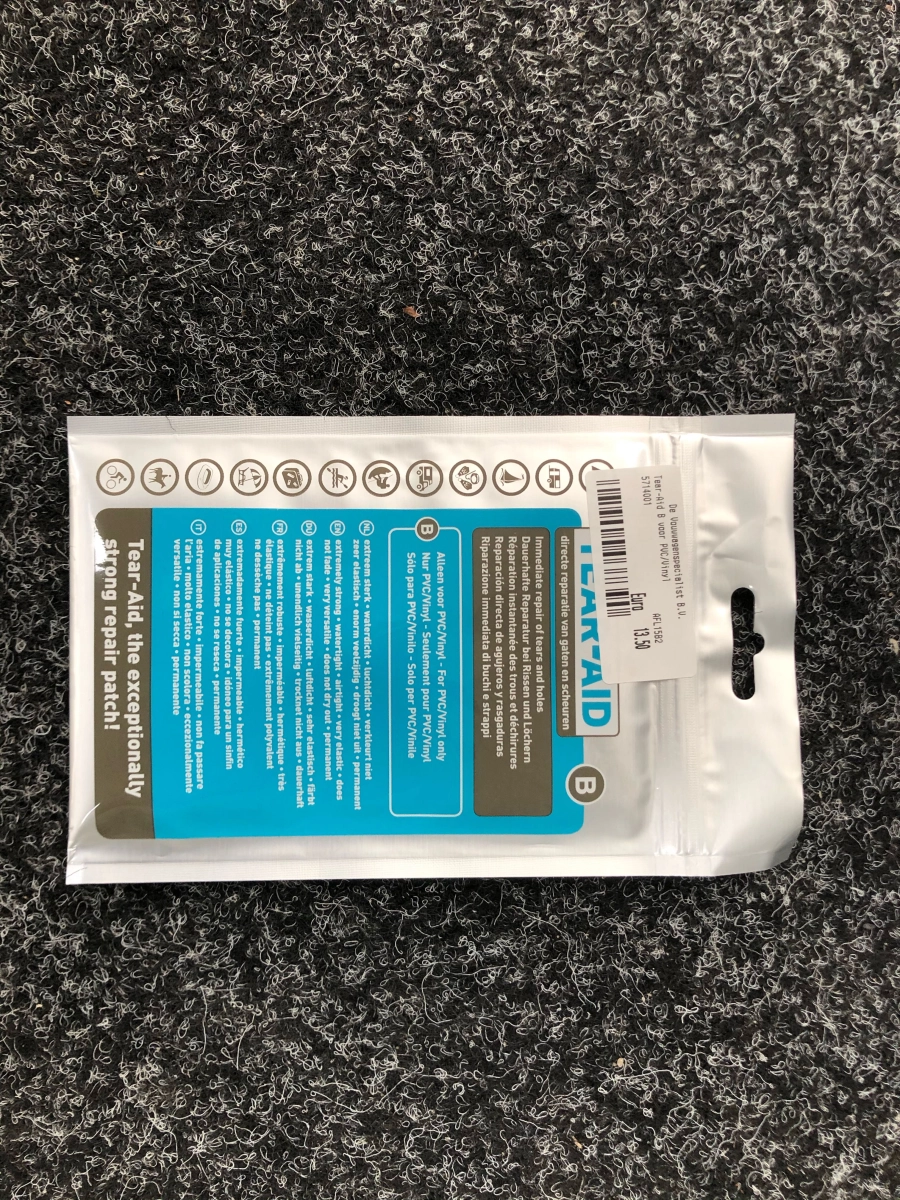 De Vouwwagenspecialist B.V.
Tear-Aid B voor PVC/Vinyl
5714001
AFL1582
Euro 13.50
TEAR-AID
B
directe reparatie van gaten en scheuren
Immediate repair of tears and holes
Dauerhafte Reparatur bei Rissen und Löchern
Réparation instantane des trous et déchirures
Reparación directa de agujeros y rasgaduras
Riparazione immediata di buchi e strappi
B
Alleen voor PVC/Vinyl - For PVC/Vinyl only
Nur PVC/Vinyl - Seulement pour PVC/Vinyl
Sólo para PVC/Vinilo - Solo per PVC/Vinile
NL extreem sterk • waterdicht • luchtdicht • verkleurt niet
zeer elastisch • enorm veelzijdig • droogt niet uit • permanent
EN extremely strong • watertight • airtight • very elastic • does
not fade • very versatile • does not dry out • permanent
DU extrem stark • wasserdicht • luftdicht • sehr elastisch • färbt
nicht ab • unendlich vielseitig • trocknet nicht aus • dauerhaft
FR extrêmement robuste • imperméable • hermétique • très
élastique • ne déteint pas • extrêmement polyvalent
ne dessèche pas • permanent
ES extremadamente fuerte • impermeable • hermético
muy elástico • no se decolora • idóneo para un sinfín
de aplicaciones • no se reseca • permanente
IT estremamente forte • impermeabile • non fa passare
l'aria • molto elastico • non scolora • eccezionalmente
versatile • non si secca • permanente
Tear-Aid, the exceptionally
strong repair patch!